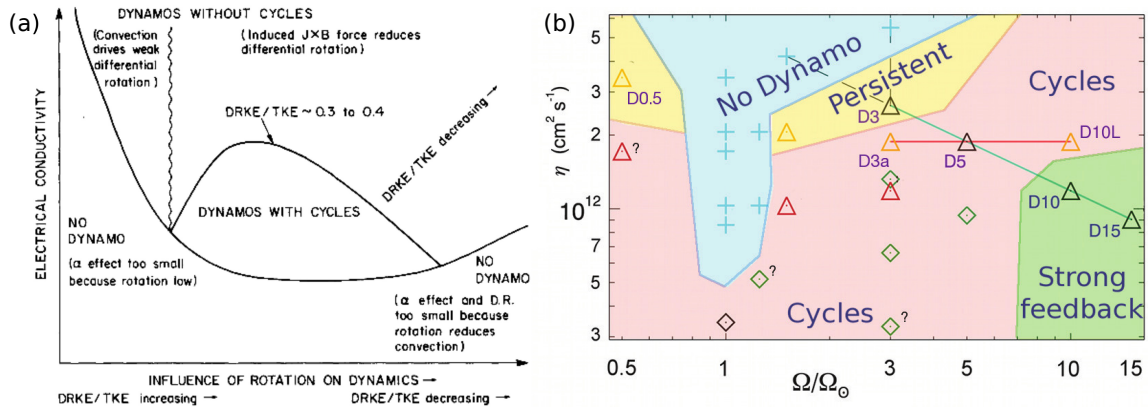 (a)
DYNAMOS WITHOUT CYCLES
(Convection
drives weak
differential
rotation)
(Induced J×B force reduces
differential rotation)
DRKE/TKE ~ 0.3 to 0.4
DRKE/TKE decreasing →
DYNAMOS WITH CYCLES
NO
DYNAMO
(α effect too small
because rotation low)
NO
DYNAMO
(α effect and D.R.
too small because
rotation reduces
convection)
ELECTRICAL CONDUCTIVITY
INFLUENCE OF ROTATION ON DYNAMICS →
DRKE/TKE increasing →
DRKE/TKE decreasing →
(b)
η (cm² s⁻¹)
5
3
2
10¹²
7
5
4
3
No Dynamo
Persistent
Cycles
D0.5
D3
D10L
?
D3a
D5
D10
D15
?
Strong
feedback
Cycles
?
0.5
1
3
5
10
15
Ω/Ω⊙